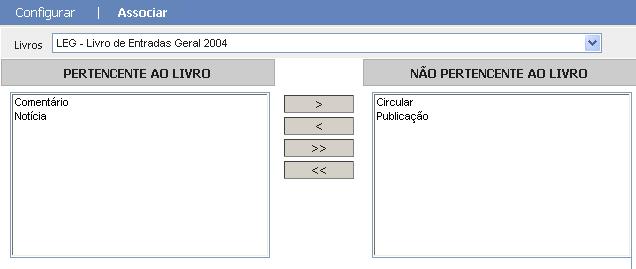 Configurar | Associar
Livros LEG - Livro de Entradas Geral 2004
PERTENCENTE AO LIVRO NÃO PERTENCENTE AO LIVRO
Comentário > Circular
Notícia < Publicação
>>
<<